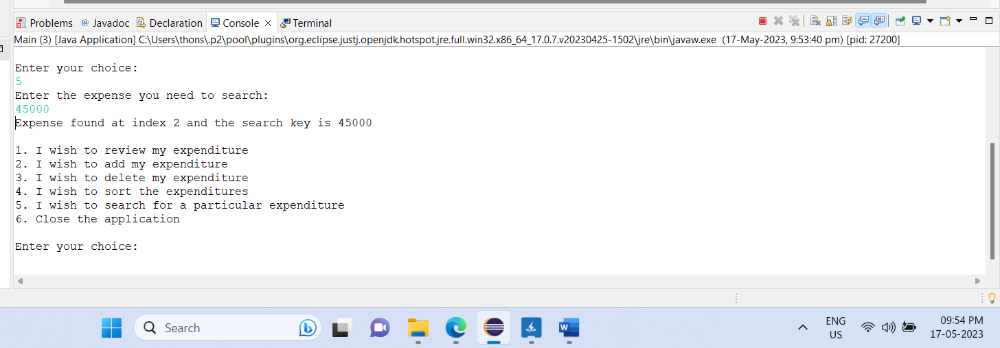 Problems @ Javadoc Declaration Console Terminal
Main (3) [Java Application] C:\Users\thons\.p2\pool\plugins\org.eclipse.justj.openjdk.hotspot.jre.full.win32.x86_64_17.0.7.v20230425-1502\jre\bin\javaw.exe (17-May-2023, 9:53:40 pm) [pid: 27200]
Enter your choice:
5
Enter the expense you need to search:
45000
Expense found at index 2 and the search key is 45000
1. I wish to review my expenditure
2. I wish to add my expenditure
3. I wish to delete my expenditure
4. I wish to sort the expenditures
5. I wish to search for a particular expenditure
6. Close the application
Enter your choice:
Search
W
ENG
US
09:54 PM
17-05-2023